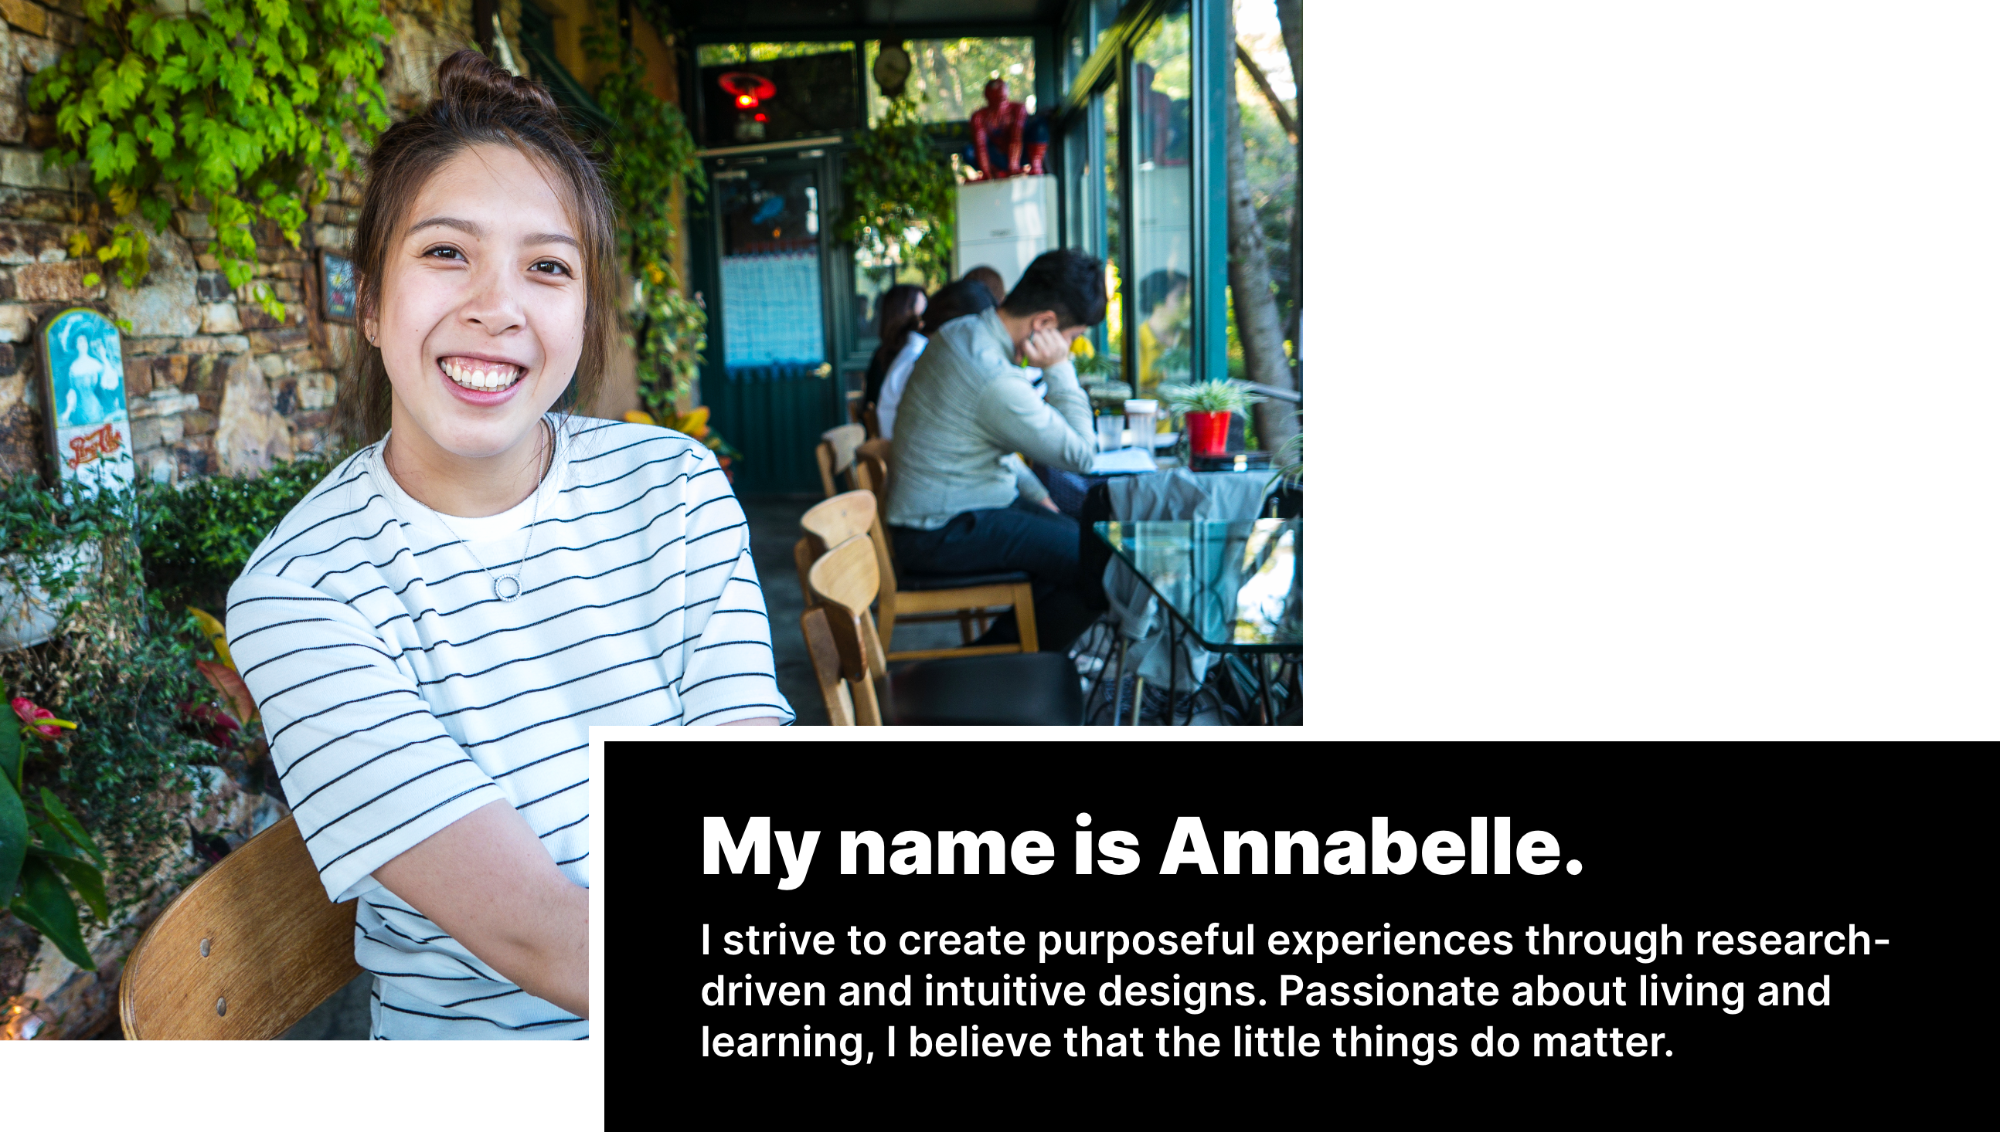 My name is Annabelle.
I strive to create purposeful experiences through research-
driven and intuitive designs. Passionate about living and
learning, I believe that the little things do matter.